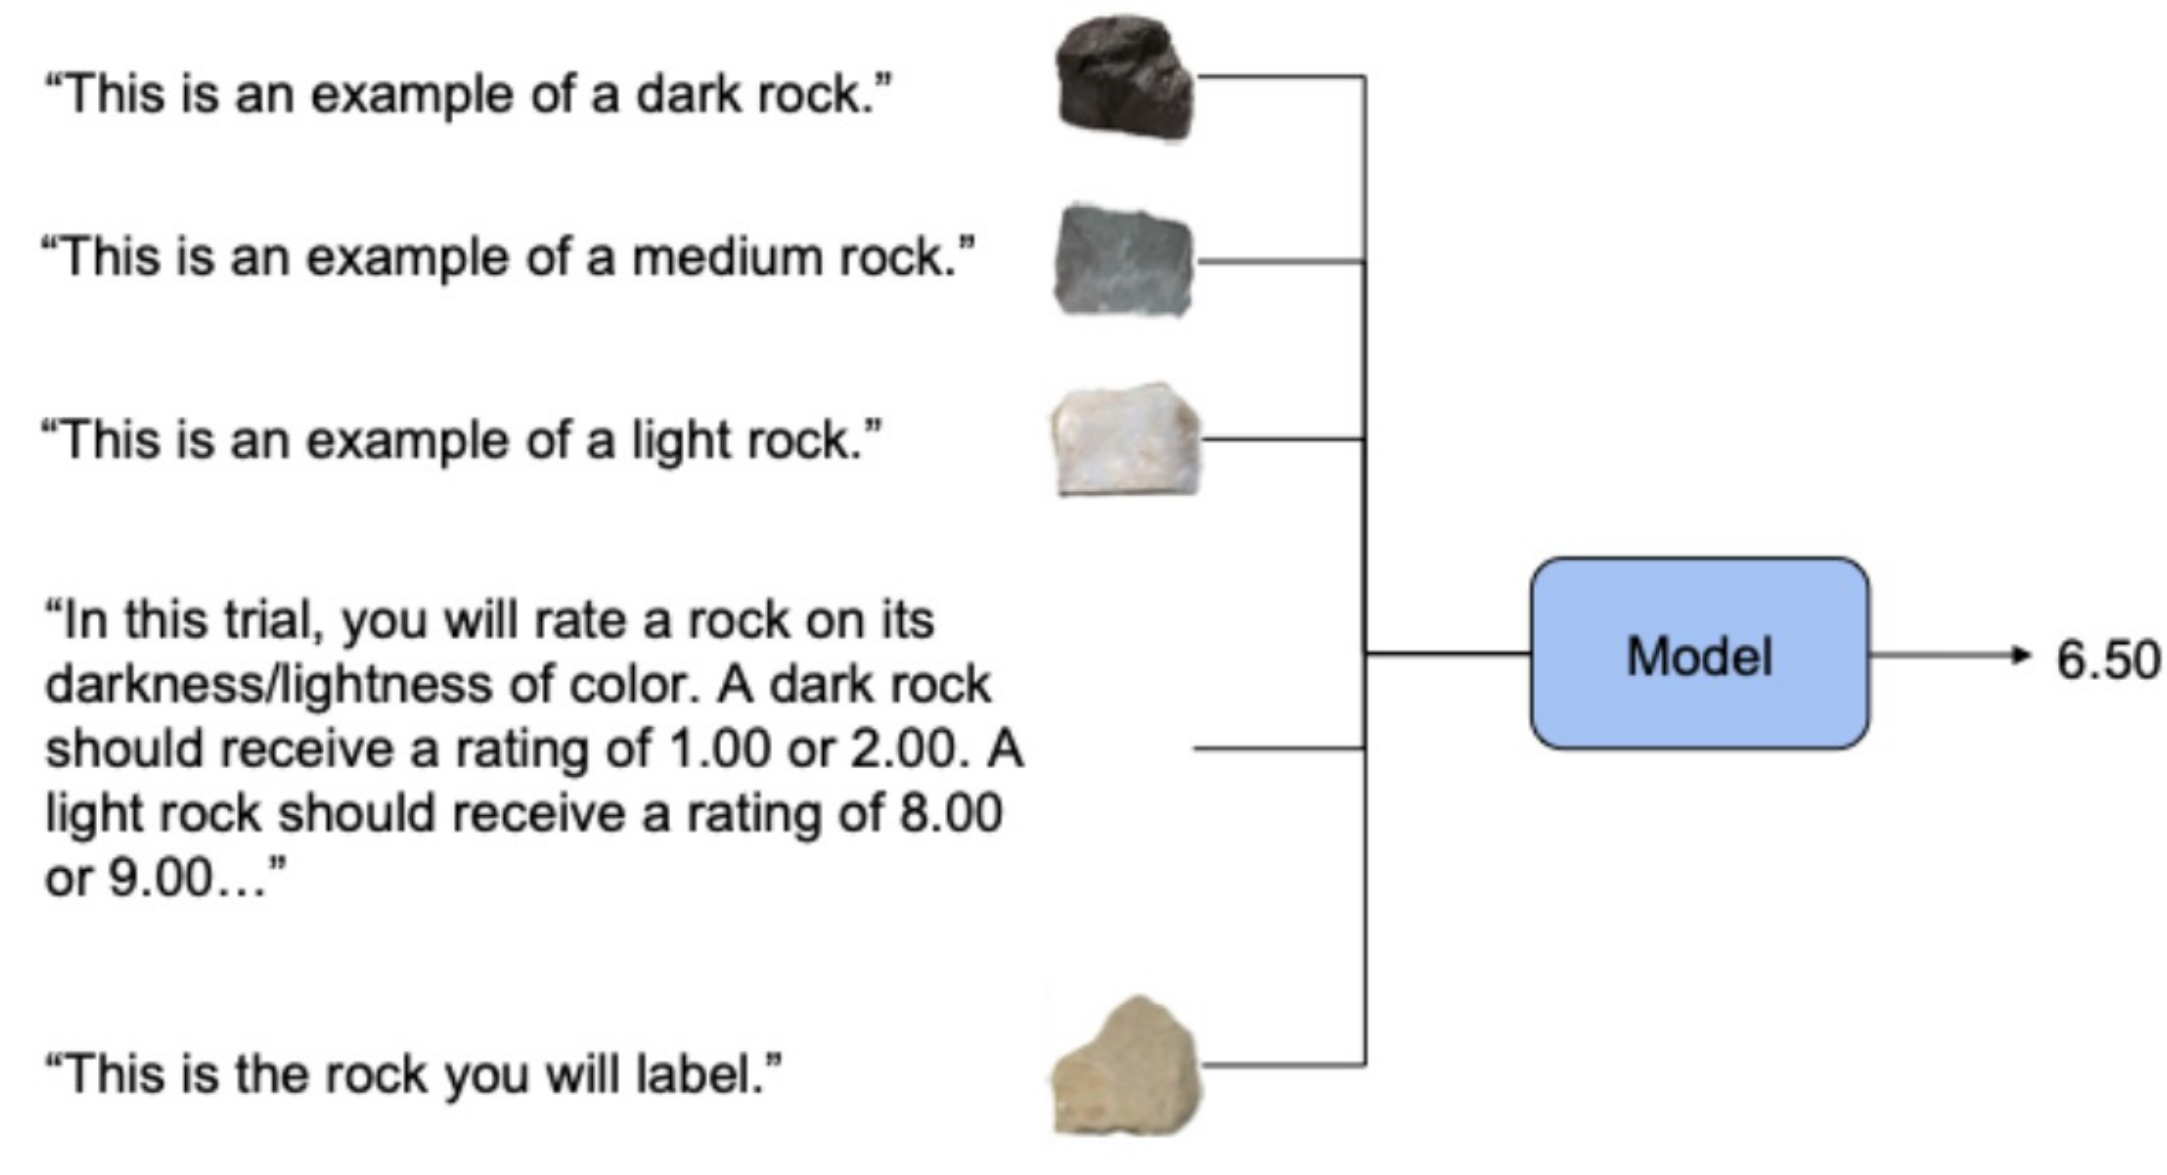 “This is an example of a dark rock.”
“This is an example of a medium rock.”
“This is an example of a light rock.”
“In this trial, you will rate a rock on its
darkness/lightness of color. A dark rock
should receive a rating of 1.00 or 2.00. A
light rock should receive a rating of 8.00
or 9.00…”
“This is the rock you will label.”
Model
6.50